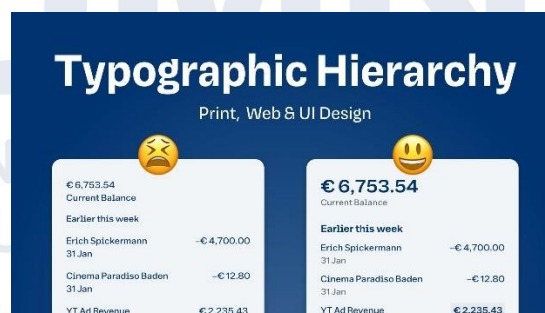 Typographic Hierarchy
Print, Web & UI Design
€ 6,753.54
Current Balance
Earlier this week
Erich Spickermann −€ 4,700.00
31 Jan
Cinema Paradiso Baden −€ 12.80
31 Jan
YT Ad Revenue € 2,235.43
€ 6,753.54
Current Balance
Earlier this week
Erich Spickermann −€ 4,700.00
31 Jan
Cinema Paradiso Baden −€ 12.80
31 Jan
YT Ad Revenue € 2,235.43